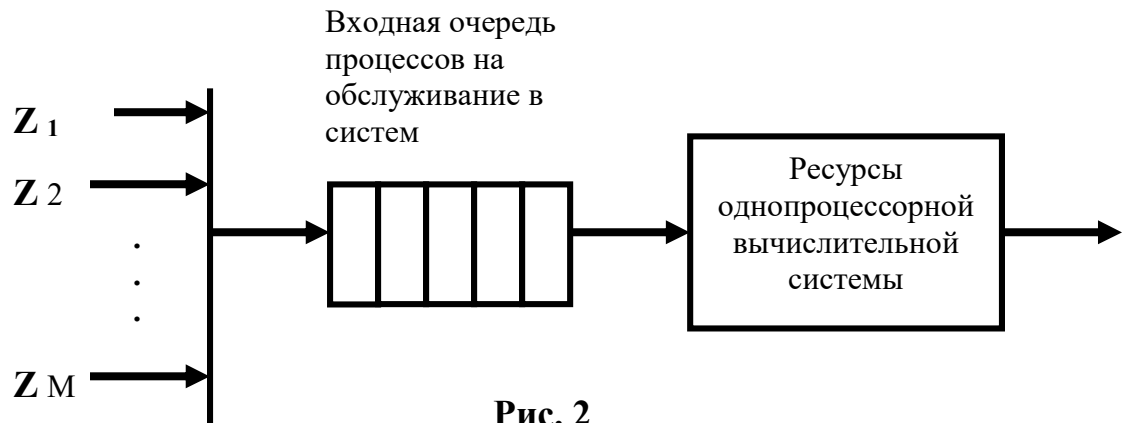 Входная очередь
процессов на
обслуживание в
систем
Z 1
Z 2
.
.
.
Z М
Ресурсы
однопроцессорной
вычислительной
системы
Рис. 2